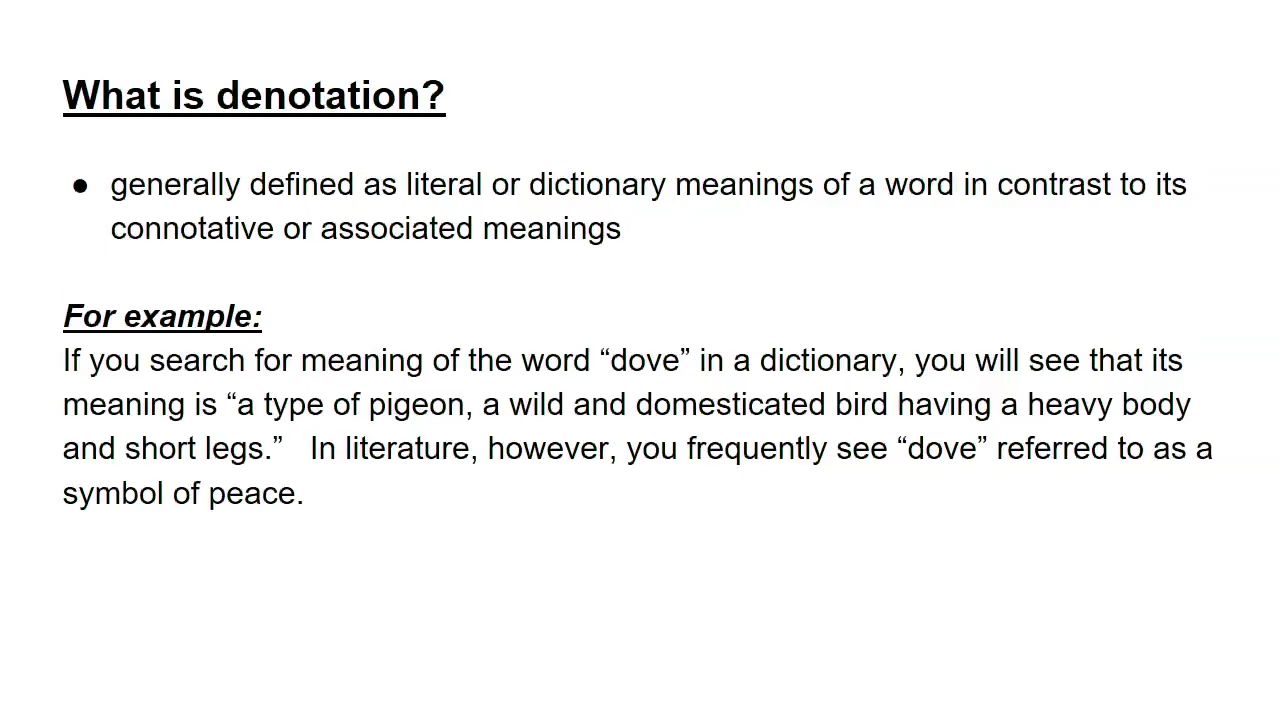 What is denotation?
● generally defined as literal or dictionary meanings of a word in contrast to its
connotative or associated meanings
For example:
If you search for meaning of the word “dove” in a dictionary, you will see that its
meaning is “a type of pigeon, a wild and domesticated bird having a heavy body
and short legs.”   In literature, however, you frequently see “dove” referred to as a
symbol of peace.